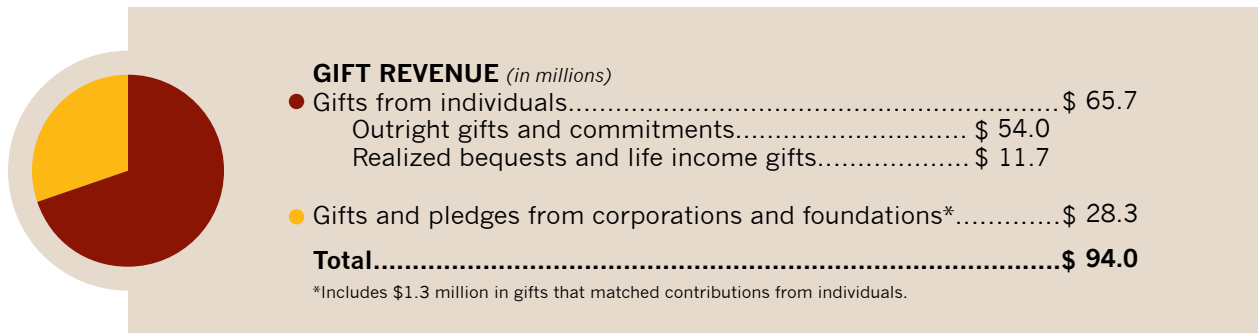 GIFT REVENUE (in millions)
Gifts from individuals.............................................................$ 65.7
Outright gifts and commitments............................. $ 54.0
Realized bequests and life income gifts................... $ 11.7
Gifts and pledges from corporations and foundations*.............$ 28.3
Total.......................................................................................$ 94.0
*Includes $1.3 million in gifts that matched contributions from individuals.